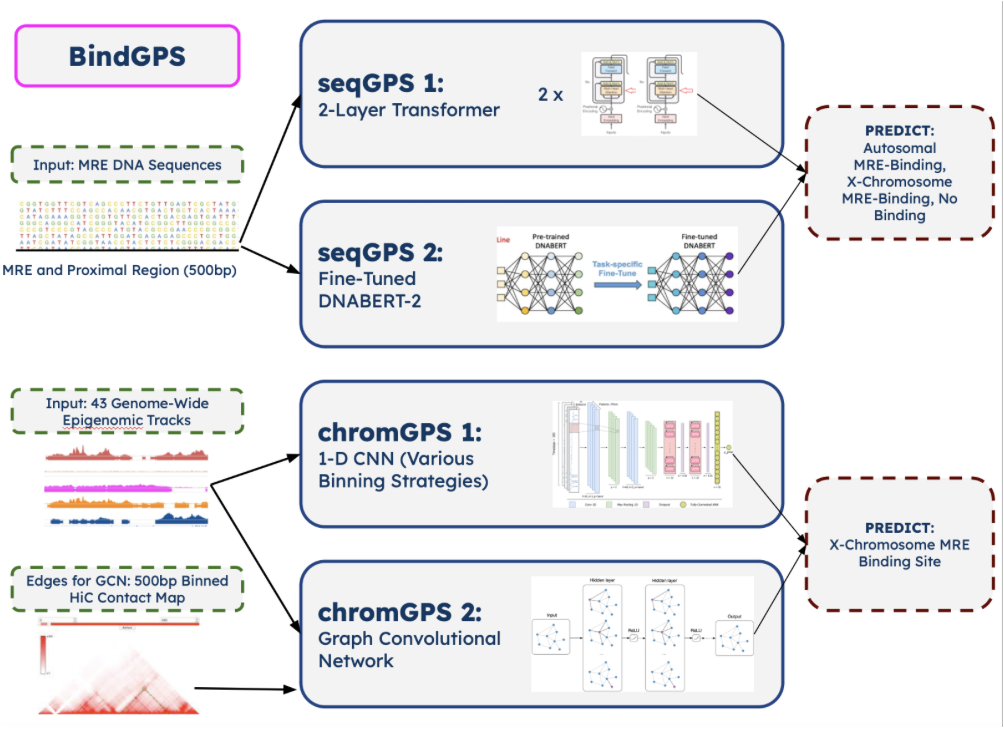 BindGPS
Input: MRE DNA Sequences
MRE and Proximal Region (500bp)
seqGPS 1:
2-Layer Transformer
2 x
seqGPS 2:
Fine-Tuned
DNABERT-2
Line
Pre-trained
DNABERT
Task-specific
Fine-Tune
Fine-tuned
DNABERT
PREDICT:
Autosomal
MRE-Binding,
X-Chromosome
MRE-Binding, No
Binding
Input: 43 Genome-Wide
Epigenomic Tracks
Edges for GCN: 500bp Binned
HiC Contact Map
chromGPS 1:
1-D CNN (Various
Binning Strategies)
chromGPS 2:
Graph Convolutional
Network
Input
Hidden layer
Hidden layer
ReLU
ReLU
Output
PREDICT:
X-Chromosome MRE
Binding Site